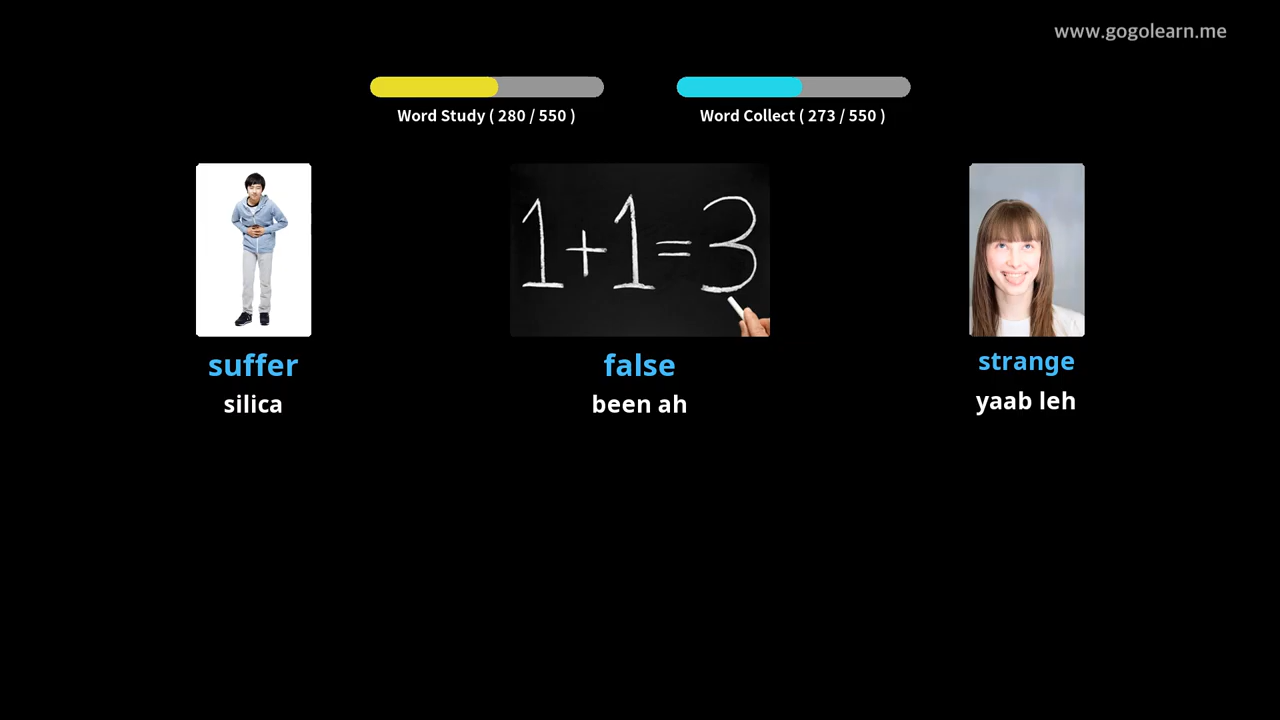 www.gogolearn.me
Word Study ( 280 / 550 )
Word Collect ( 273 / 550 )
1+1=3
suffer
silica
false
been ah
strange
yaab leh